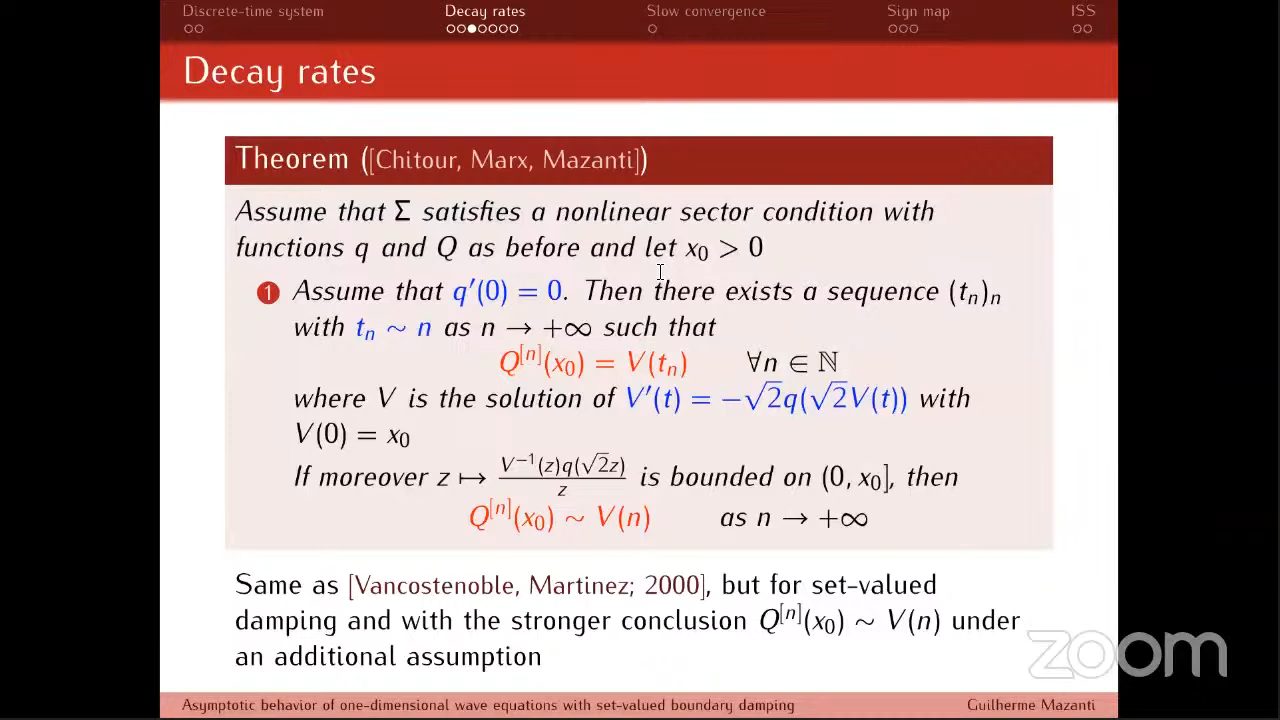 Discrete-time system Decay rates Slow convergence Sign map ISS
Decay rates
Theorem ([Chitour, Marx, Mazanti])
Assume that Σ satisfies a nonlinear sector condition with
functions q and Q as before and let x₀ > 0
1 Assume that q′(0) = 0. Then there exists a sequence (tₙ)ₙ
with tₙ ∼ n as n → +∞ such that
Q^[n](x₀) = V(tₙ) ∀n ∈ ℕ
where V is the solution of V′(t) = −√2q(√2V(t)) with
V(0) = x₀
If moreover z ↦ V⁻¹(z)q(√2z)/z is bounded on (0, x₀], then
Q^[n](x₀) ∼ V(n) as n → +∞
Same as [Vancostenoble, Martinez; 2000], but for set-valued
damping and with the stronger conclusion Q^[n](x₀) ∼ V(n) under
an additional assumption
zoom
Asymptotic behavior of one-dimensional wave equations with set-valued boundary damping Guilherme Mazanti